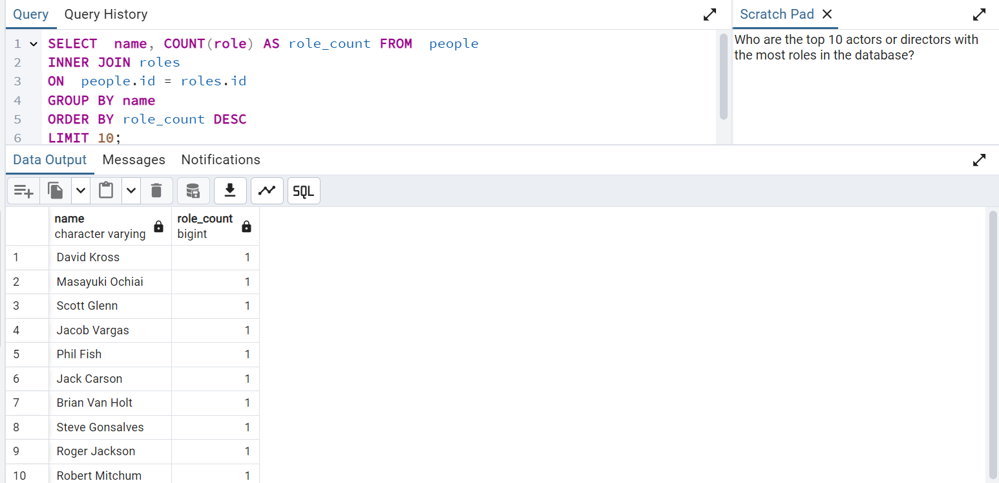 Query Query History
1 SELECT name, COUNT(role) AS role_count FROM people
2 INNER JOIN roles
3 ON people.id = roles.id
4 GROUP BY name
5 ORDER BY role_count DESC
6 LIMIT 10;
Scratch Pad
Who are the top 10 actors or directors with
the most roles in the database?
Data Output Messages Notifications
SQL
name role_count
character varying bigint
1 David Kross 1
2 Masayuki Ochiai 1
3 Scott Glenn 1
4 Jacob Vargas 1
5 Phil Fish 1
6 Jack Carson 1
7 Brian Van Holt 1
8 Steve Gonsalves 1
9 Roger Jackson 1
10 Robert Mitchum 1